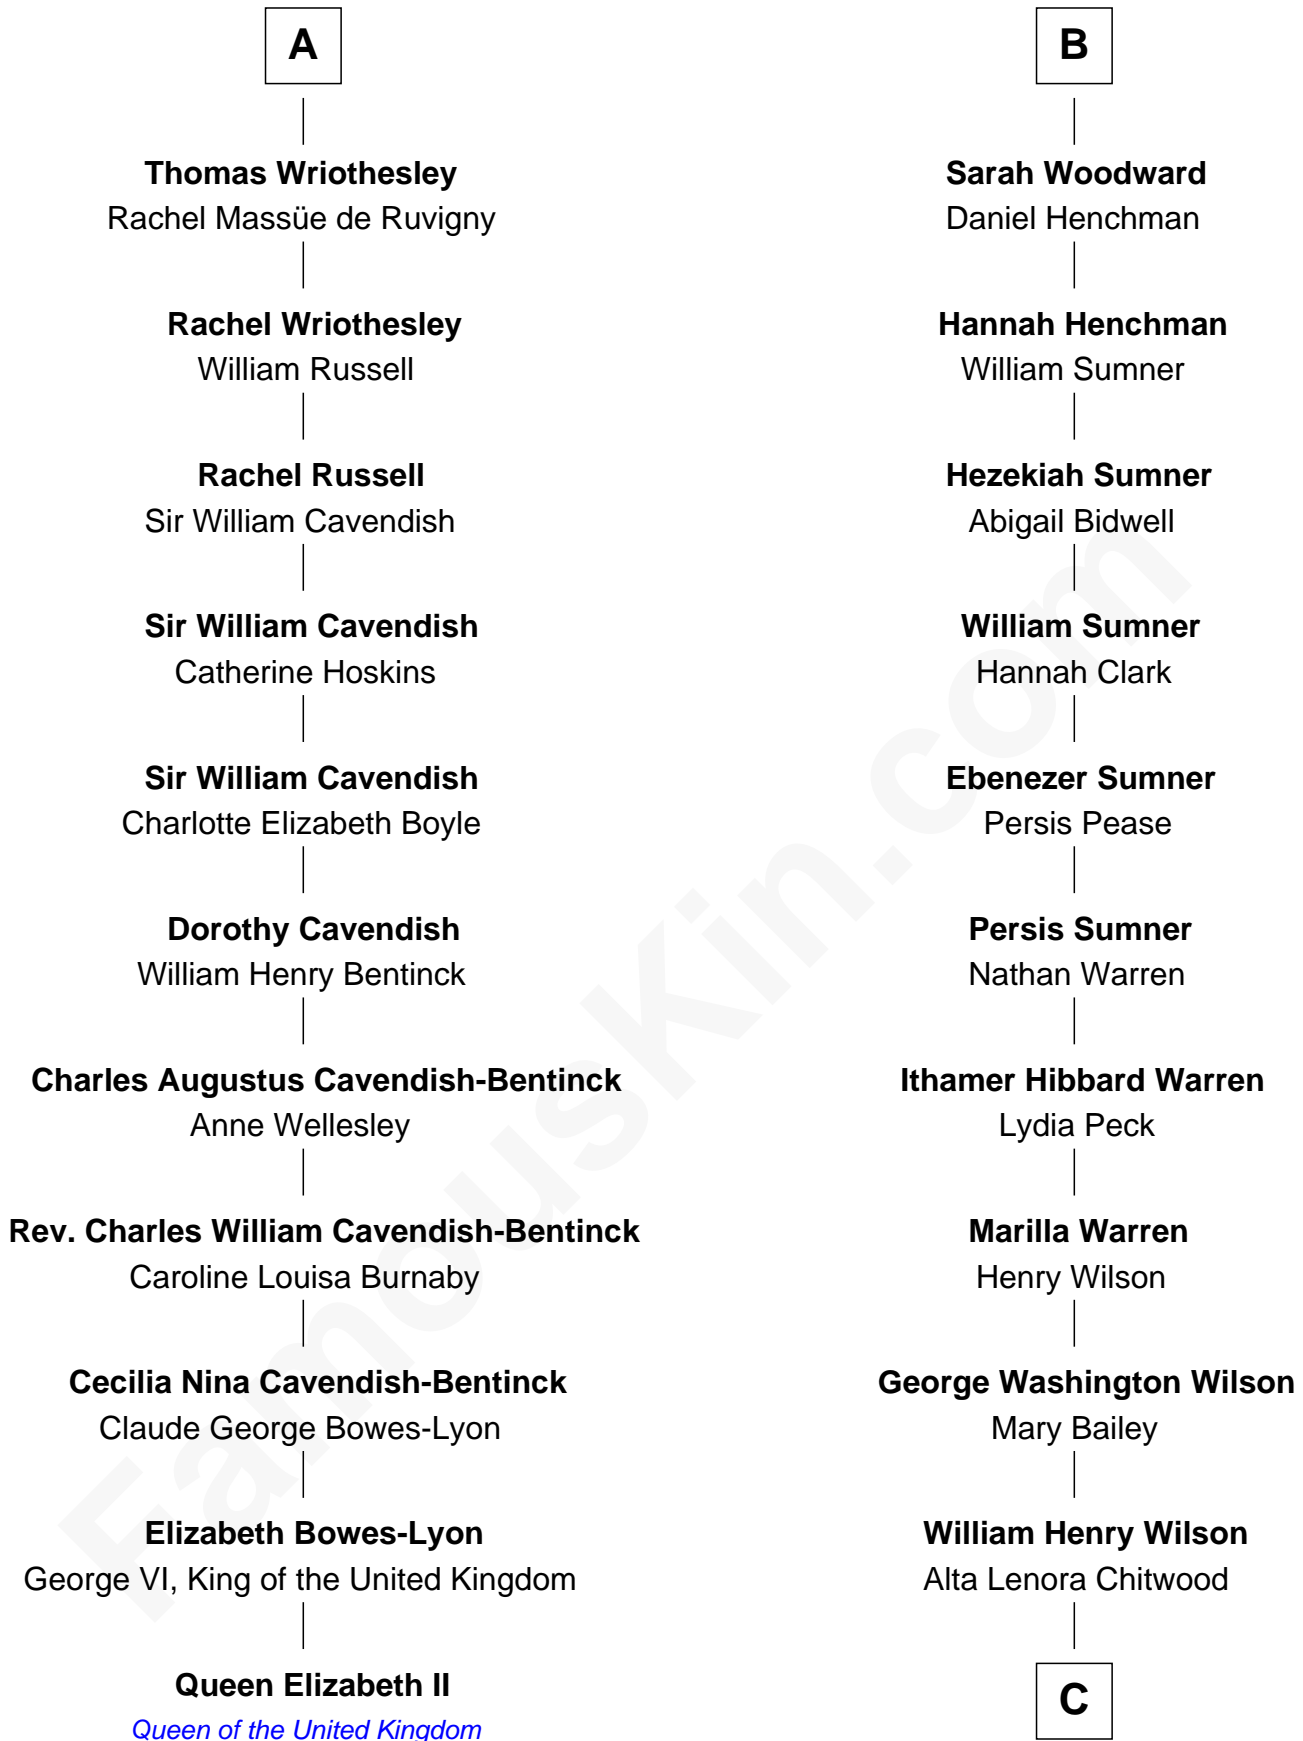 A
Thomas Wriothesley
Rachel Massüe de Ruvigny
Rachel Wriothesley
William Russell
Rachel Russell
Sir William Cavendish
Sir William Cavendish
Catherine Hoskins
Sir William Cavendish
Charlotte Elizabeth Boyle
Dorothy Cavendish
William Henry Bentinck
Charles Augustus Cavendish-Bentinck
Anne Wellesley
Rev. Charles William Cavendish-Bentinck
Caroline Louisa Burnaby
Cecilia Nina Cavendish-Bentinck
Claude George Bowes-Lyon
Elizabeth Bowes-Lyon
George VI, King of the United Kingdom
Queen Elizabeth II
Queen of the United Kingdom
B
Sarah Woodward
Daniel Henchman
Hannah Henchman
William Sumner
Hezekiah Sumner
Abigail Bidwell
William Sumner
Hannah Clark
Ebenezer Sumner
Persis Pease
Persis Sumner
Nathan Warren
Ithamer Hibbard Warren
Lydia Peck
Marilla Warren
Henry Wilson
George Washington Wilson
Mary Bailey
William Henry Wilson
Alta Lenora Chitwood
C
FamousKin.com